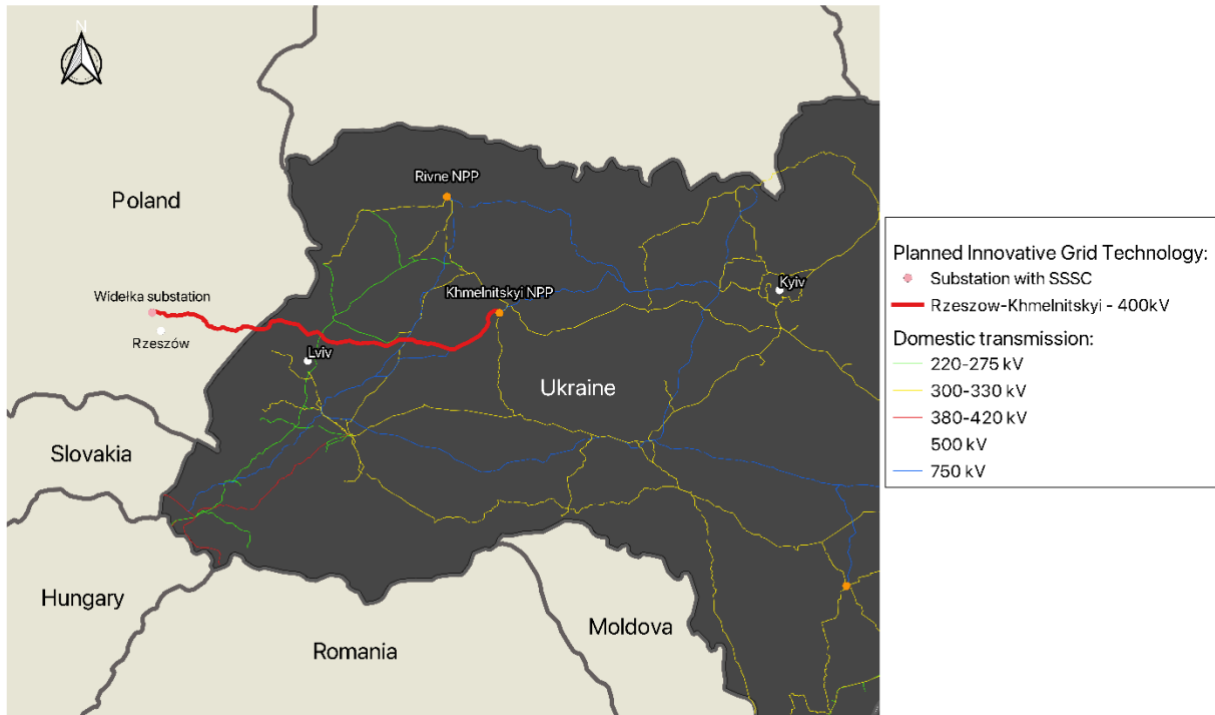 N
Poland
Rivne NPP
Widełka substation
Khmelnitskyi NPP
Kyiv
Rzeszów
Lviv
Ukraine
Slovakia
Hungary
Moldova
Romania
Planned Innovative Grid Technology:
Substation with SSSC
Rzeszow-Khmelnitskyi - 400kV
Domestic transmission:
220-275 kV
300-330 kV
380-420 kV
500 kV
750 kV